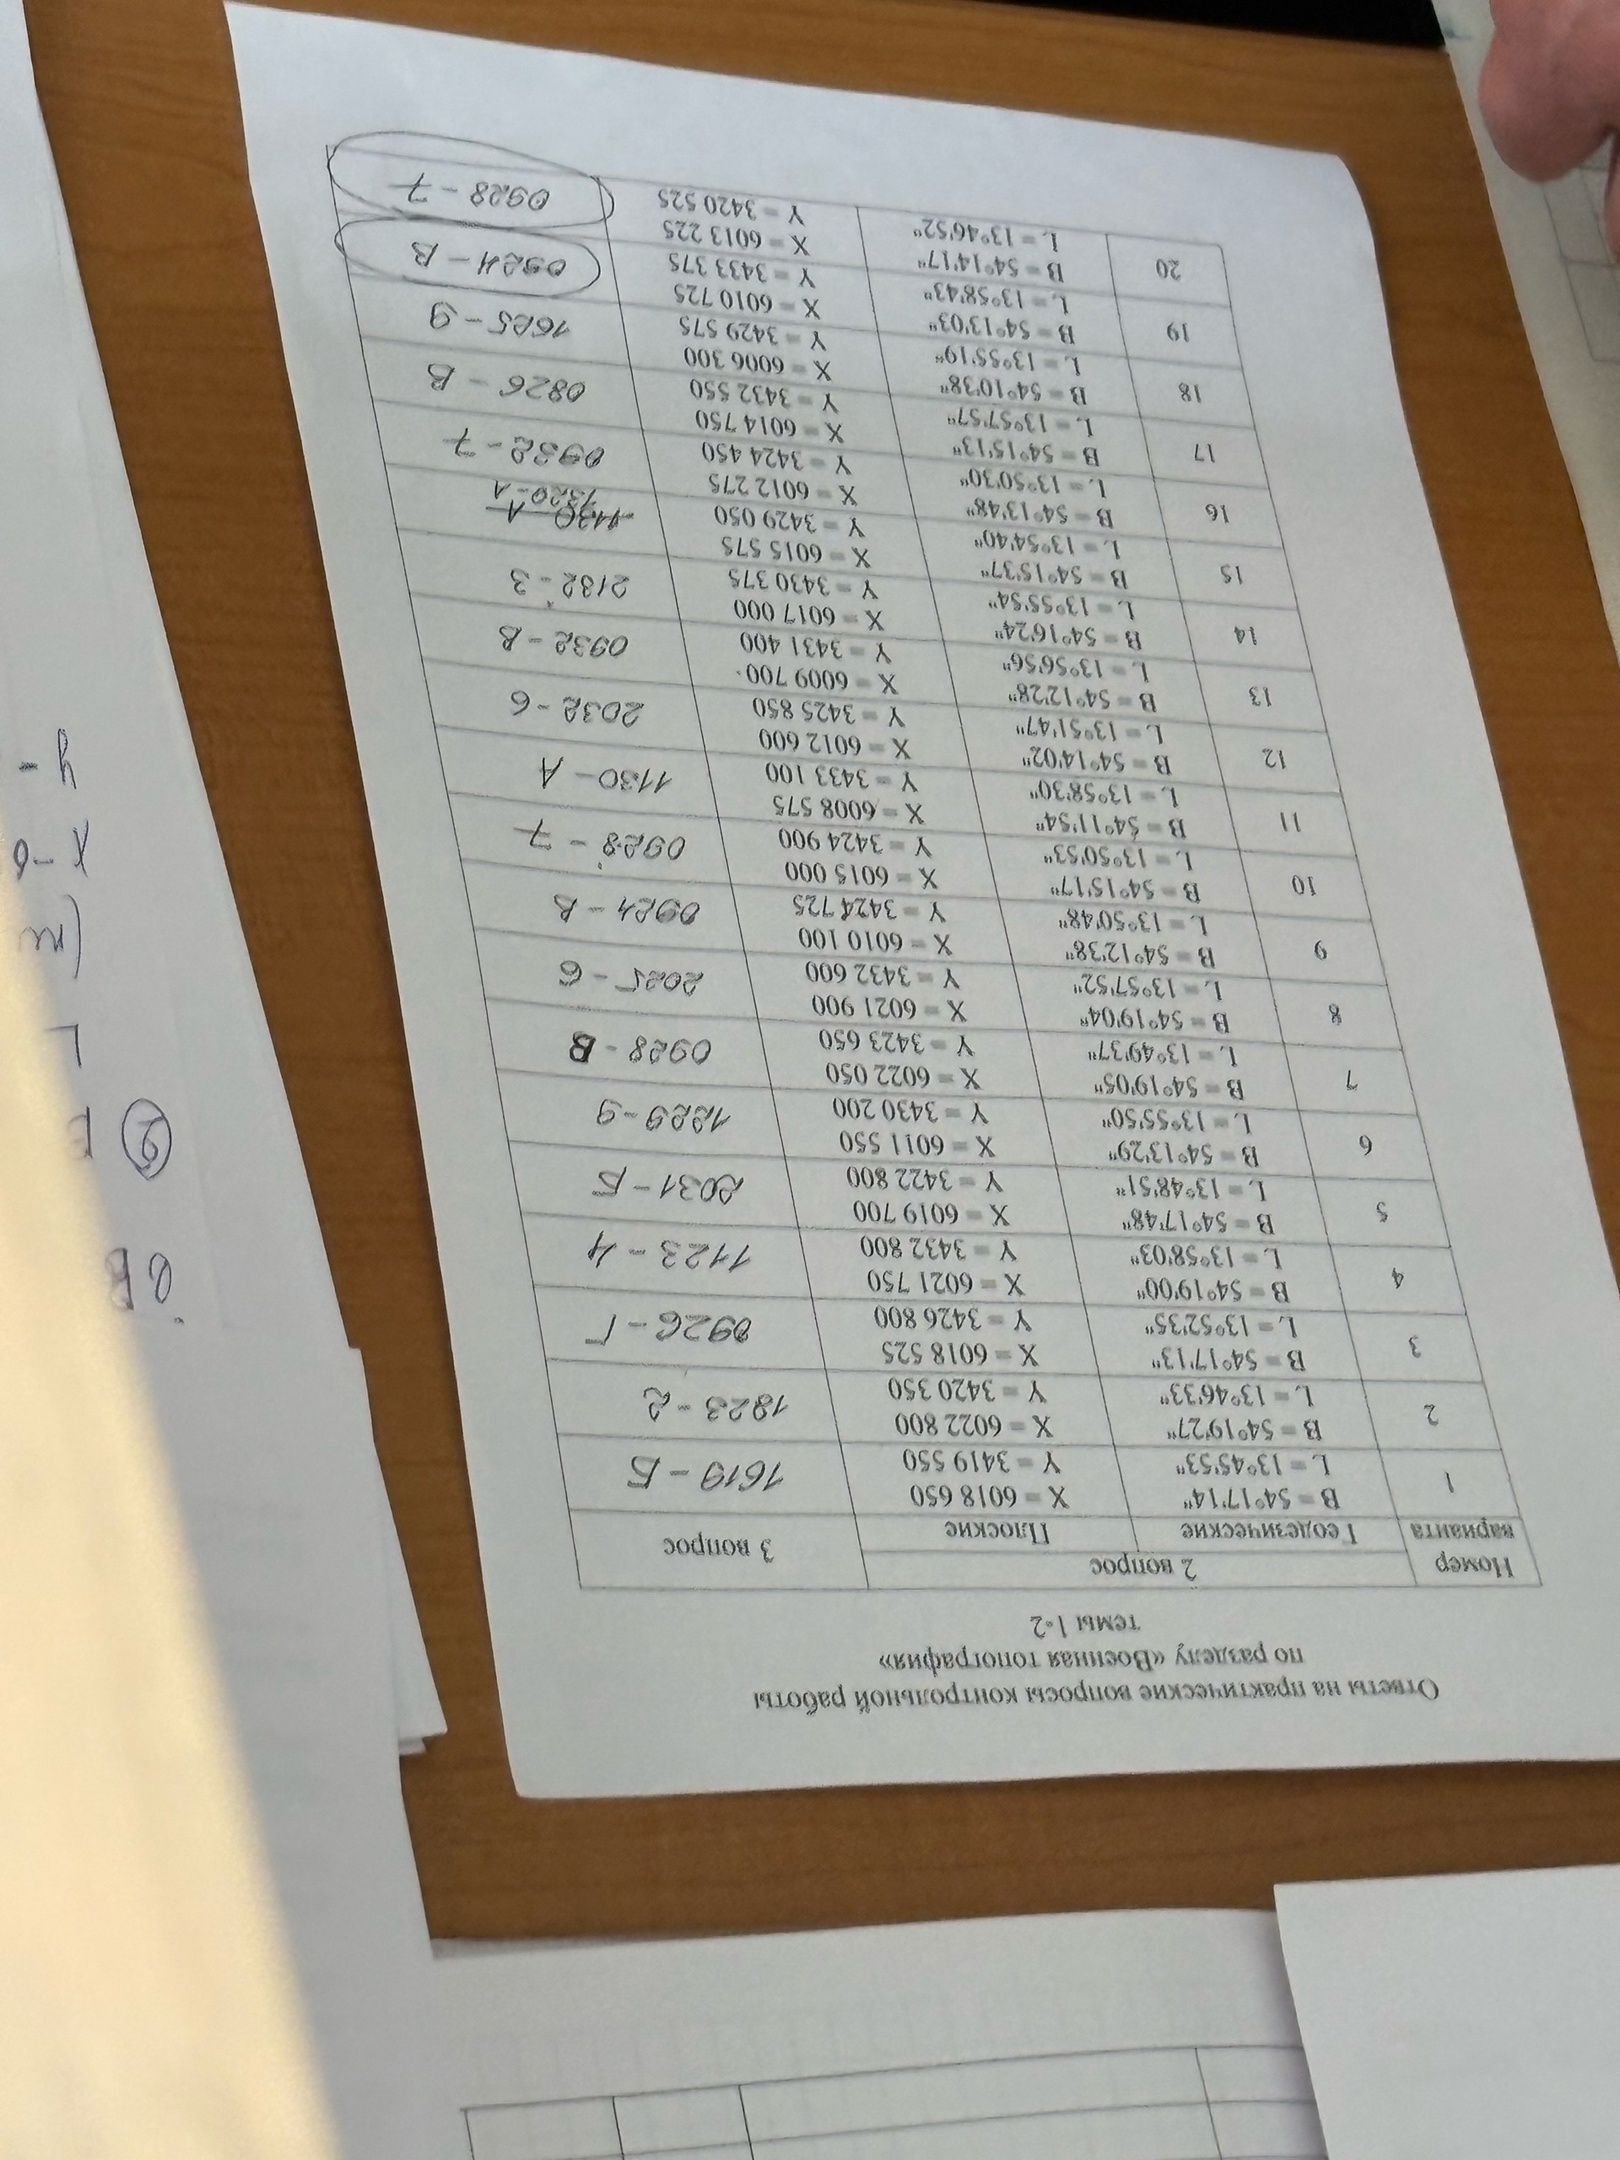 Ответы на практические вопросы контрольной работы
по разделу «Военная топография»
темы 1-2
Номер варианта | 2 вопрос | 3 вопрос
Геодезические | Плоские
1 | B = 54°17'14" | X = 6018 650 | 1619 - Б
L = 13°45'53" | Y = 3419 550
2 | B = 54°19'27" | X = 6022 800 | 1823 - 2
L = 13°46'33" | Y = 3420 350
3 | B = 54°17'13" | X = 6018 525 | 0926 - Г
L = 13°52'35" | Y = 3426 800
4 | B = 54°19'00" | X = 6021 750 | 1123 - 4
L = 13°58'03" | Y = 3432 800
5 | B = 54°17'48" | X = 6019 700 | 2031 - Б
L = 13°48'51" | Y = 3422 800
6 | B = 54°13'29" | X = 6011 550 | 1229 - 9
L = 13°55'50" | Y = 3430 200
7 | B = 54°19'05" | X = 6022 050 | 0928 - В
L = 13°49'37" | Y = 3423 650
8 | B = 54°19'04" | X = 6021 900 | 2025 - 6
L = 13°57'52" | Y = 3432 600
9 | B = 54°12'38" | X = 6010 100 | 0924 - В
L = 13°50'48" | Y = 3424 725
10 | B = 54°15'17" | X = 6015 000 | 0928 - 7
L = 13°50'53" | Y = 3424 900
11 | B = 54°11'54" | X = 6008 575 | 1130 - А
L = 13°58'30" | Y = 3433 100
12 | B = 54°14'02" | X = 6012 600 | 2032 - 6
L = 13°51'47" | Y = 3425 850
13 | B = 54°12'28" | X = 6009 700 | 0932 - В
L = 13°56'56" | Y = 3431 400
14 | B = 54°16'24" | X = 6017 000 | 2132 - 3
L = 13°55'54" | Y = 3430 375
15 | B = 54°15'37" | X = 6015 575 | 1130 - А
L = 13°54'40" | Y = 3429 050 | 1320 - А
16 | B = 54°13'48" | X = 6012 275 | 0932 - 7
L = 13°50'30" | Y = 3424 450
17 | B = 54°15'13" | X = 6014 750 | 0826 - В
L = 13°57'57" | Y = 3432 550
18 | B = 54°10'38" | X = 6006 300 | 1625 - 9
L = 13°55'19" | Y = 3429 575
19 | B = 54°13'03" | X = 6010 725 | 0924 - В
L = 13°58'43" | Y = 3433 375
20 | B = 54°14'17" | X = 6013 225 | 0928 - 7
L = 13°46'52" | Y = 3420 525
2
L
x - 6
y -